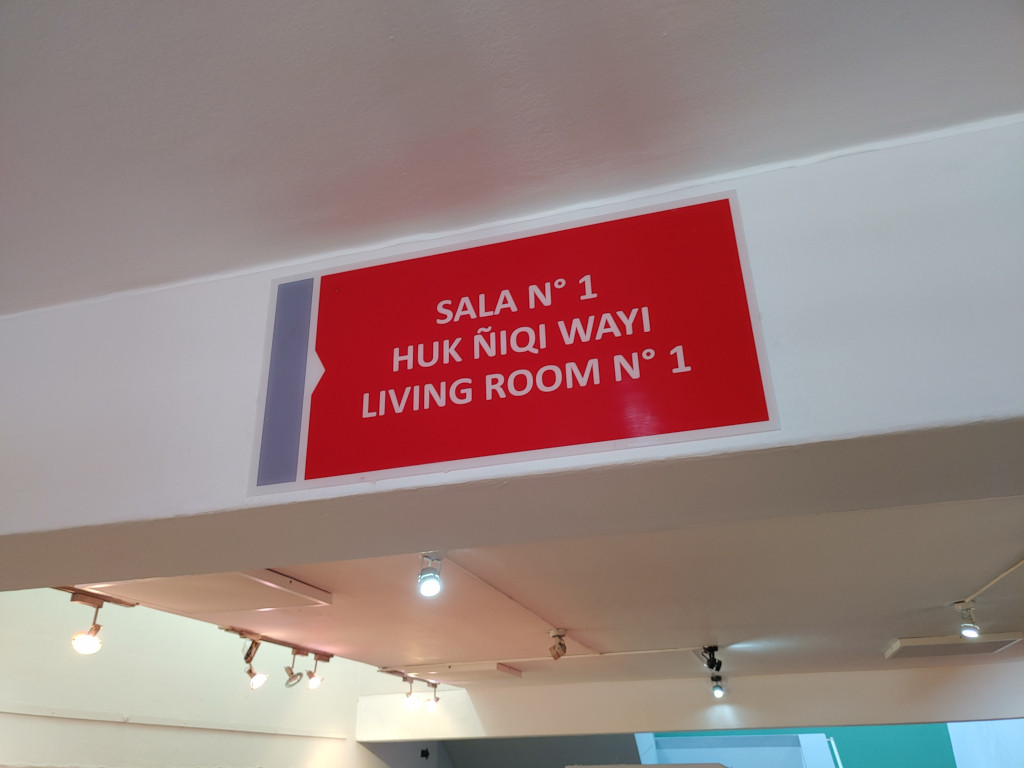 SALA N° 1
HUK ÑIQI WAYI
LIVING ROOM N° 1